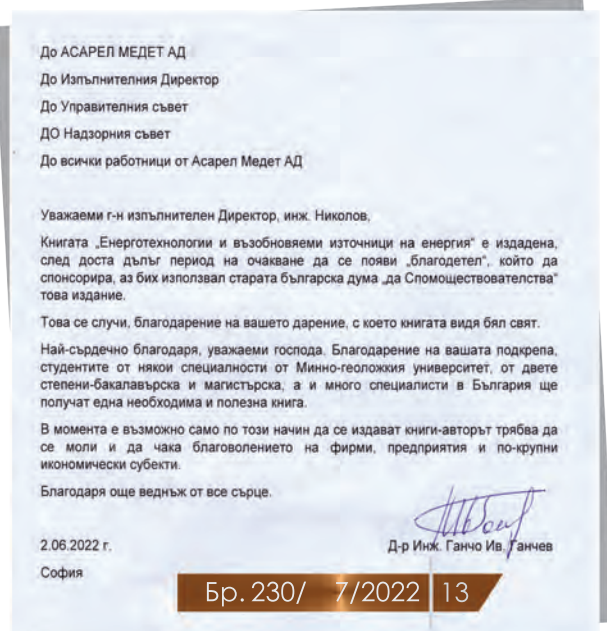 До АСАРЕЛ МЕДЕТ АД
До Изпълнителния Директор
До Управителния съвет
ДО Надзорния съвет
До всички работници от Асарел Медет АД
Уважаеми г-н изпълнителен Директор, инж. Николов,
Книгата „Енерготехнологии и възобновяеми източници на енергия“ е издадена,
след доста дълъг период на очакване да се появи „благодетел“, който да
спонсорира, аз бих използвал старата българска дума „да Спомоществователства“
това издание.
Това се случи, благодарение на вашето дарение, с което книгата видя бял свят.
Най-сърдечно благодаря, уважаеми господа. Благодарение на вашата подкрепа,
студентите от някои специалности от Минно-геоложкия университет, от двете
степени-бакалавърска и магистърска, а и много специалисти в България ще
получат една необходима и полезна книга.
В момента е възможно само по този начин да се издават книги-авторът трябва да
се моли и да чака благоволението на фирми, предприятия и по-крупни
икономически субекти.
Благодаря още веднъж от все сърце.
2.06.2022 г.
Д-р Инж. Ганчо Ив. Ганчев
София
Бр. 230/ 7/2022 13